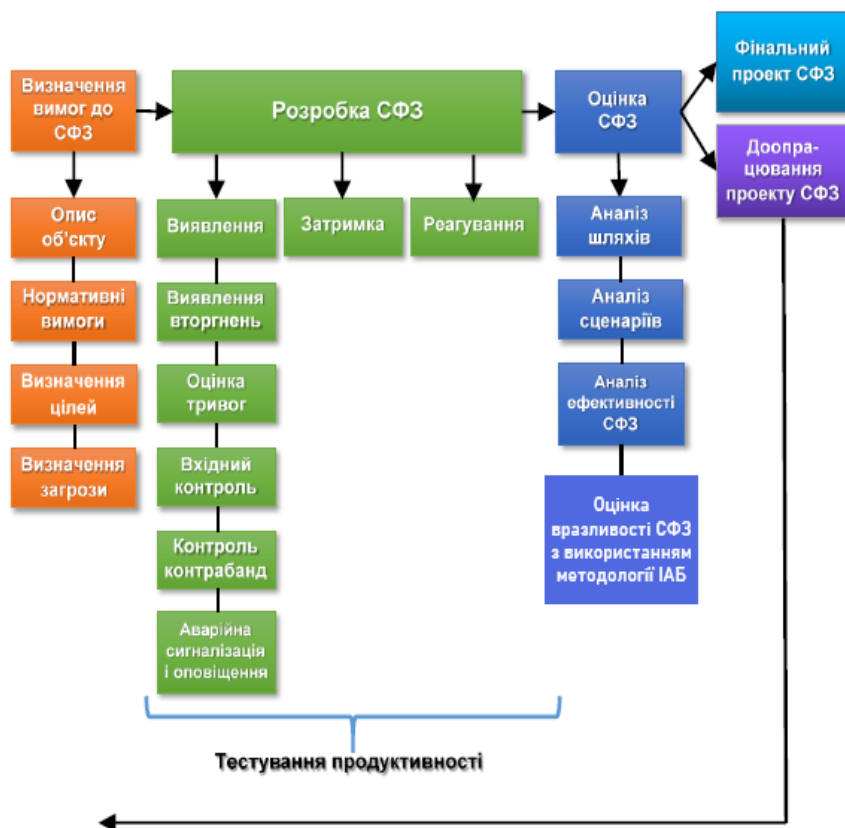 Визначення
вимог до
СФЗ
Розробка СФЗ
Оцінка
СФЗ
Фінальний
проект СФЗ
Доопра-
цювання
проекту СФЗ
Опис
об'єкту
Нормативні
вимоги
Визначення
цілей
Визначення
загрози
Виявлення
Затримка
Реагування
Виявлення
вторгнень
Оцінка
тривог
Вхідний
контроль
Контроль
контрабанд
Аварійна
сигналізація
і оповіщення
Аналіз
шляхів
Аналіз
сценаріїв
Аналіз
ефективності
СФЗ
Оцінка
вразливості СФЗ
з використанням
методології ІАБ
Тестування продуктивності